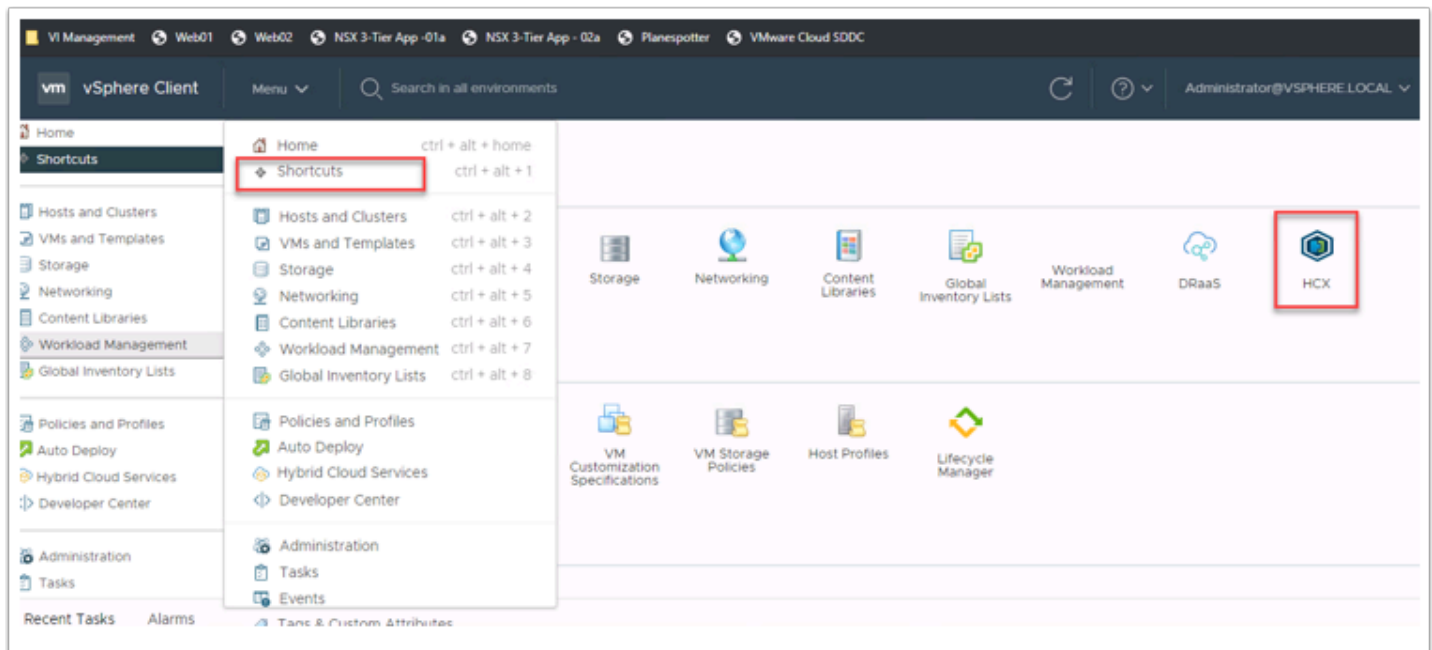 VI Management Web01 Web02 NSX 3-Tier App -01a NSX 3-Tier App - 02a Planespotter VMware Cloud SDDC
vm vSphere Client Menu Search in all environments Administrator@VSPHERE.LOCAL
Home
Shortcuts
Hosts and Clusters
VMs and Templates
Storage
Networking
Content Libraries
Workload Management
Global Inventory Lists
Policies and Profiles
Auto Deploy
Hybrid Cloud Services
Developer Center
Administration
Tasks
Recent Tasks Alarms
Home ctrl + alt + home
Shortcuts ctrl + alt + 1
Hosts and Clusters ctrl + alt + 2
VMs and Templates ctrl + alt + 3
Storage ctrl + alt + 4
Networking ctrl + alt + 5
Content Libraries ctrl + alt + 6
Workload Management ctrl + alt + 7
Global Inventory Lists ctrl + alt + 8
Policies and Profiles
Auto Deploy
Hybrid Cloud Services
Developer Center
Administration
Tasks
Events
Tags & Custom Attributes
Storage
Networking
Content
Libraries
Global
Inventory Lists
Workload
Management
DRaaS
HCX
VM
Customization
Specifications
VM Storage
Policies
Host Profiles
Lifecycle
Manager